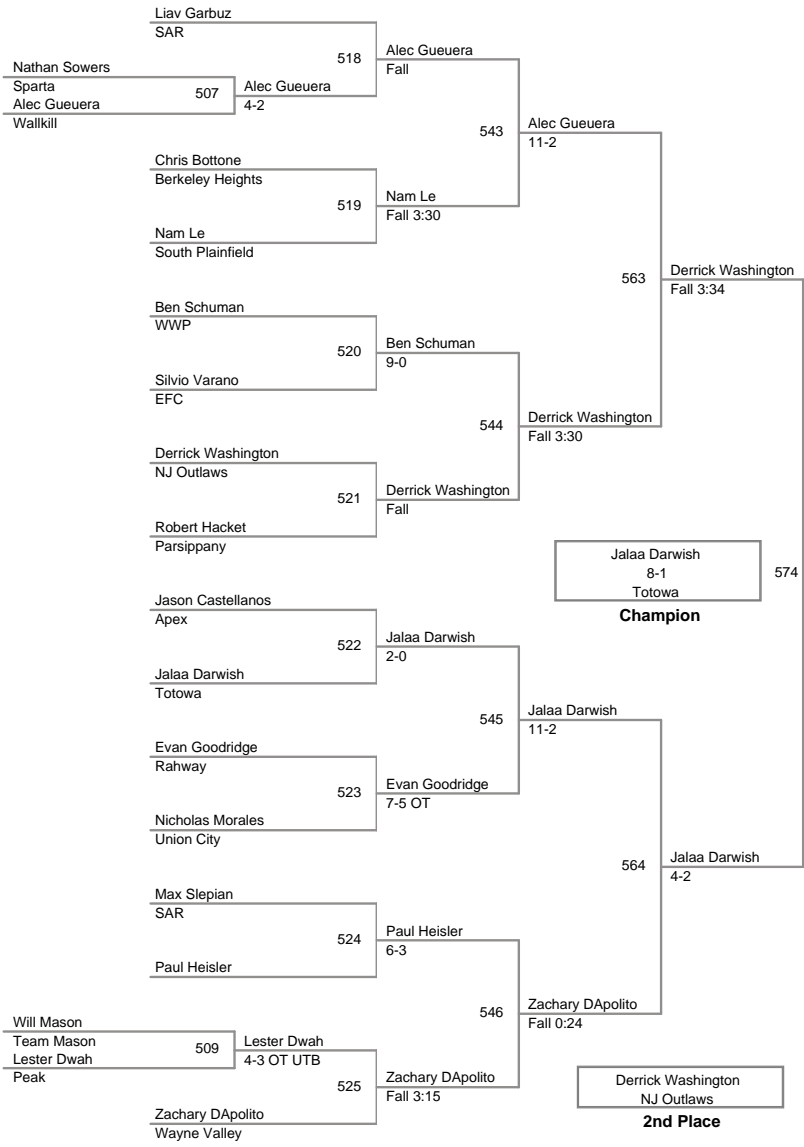 Liav Garbuz
SAR
518
Alec Gueuera
Fall
Nathan Sowers
Sparta
507
Alec Gueuera
4-2
Alec Gueuera
Wallkill
543
Alec Gueuera
11-2
Chris Bottone
Berkeley Heights
519
Nam Le
Fall 3:30
Nam Le
South Plainfield
563
Derrick Washington
Fall 3:34
Ben Schuman
WWP
520
Ben Schuman
9-0
Silvio Varano
EFC
544
Derrick Washington
Fall 3:30
Derrick Washington
NJ Outlaws
521
Derrick Washington
Fall
Robert Hacket
Parsippany
Jalaa Darwish
8-1
Totowa
574
Champion
Jason Castellanos
Apex
522
Jalaa Darwish
2-0
Jalaa Darwish
Totowa
545
Jalaa Darwish
11-2
Evan Goodridge
Rahway
523
Evan Goodridge
7-5 OT
Nicholas Morales
Union City
564
Jalaa Darwish
4-2
Max Slepian
SAR
524
Paul Heisler
6-3
Paul Heisler
546
Zachary DApolito
Fall 0:24
Will Mason
Team Mason
509
Lester Dwah
4-3 OT UTB
Lester Dwah
Peak
525
Zachary DApolito
Fall 3:15
Zachary DApolito
Wayne Valley
Derrick Washington
NJ Outlaws
2nd Place